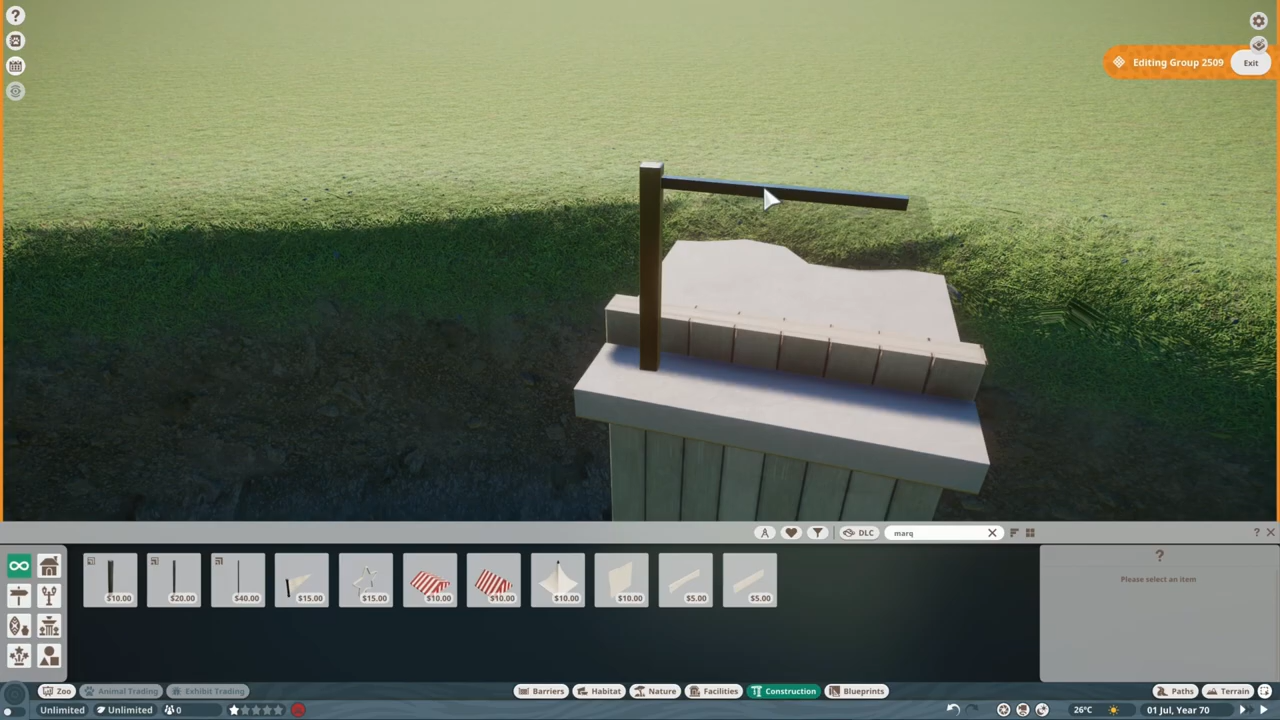 Editing Group 2509
Exit
DLC
marq
$10.00
$20.00
$40.00
$15.00
$15.00
$10.00
$10.00
$10.00
$10.00
$5.00
$5.00
Please select an item
Zoo
Animal Trading
Exhibit Trading
Barriers
Habitat
Nature
Facilities
Construction
Blueprints
Paths
Terrain
Unlimited
Unlimited
0
26°C
01 Jul, Year 70